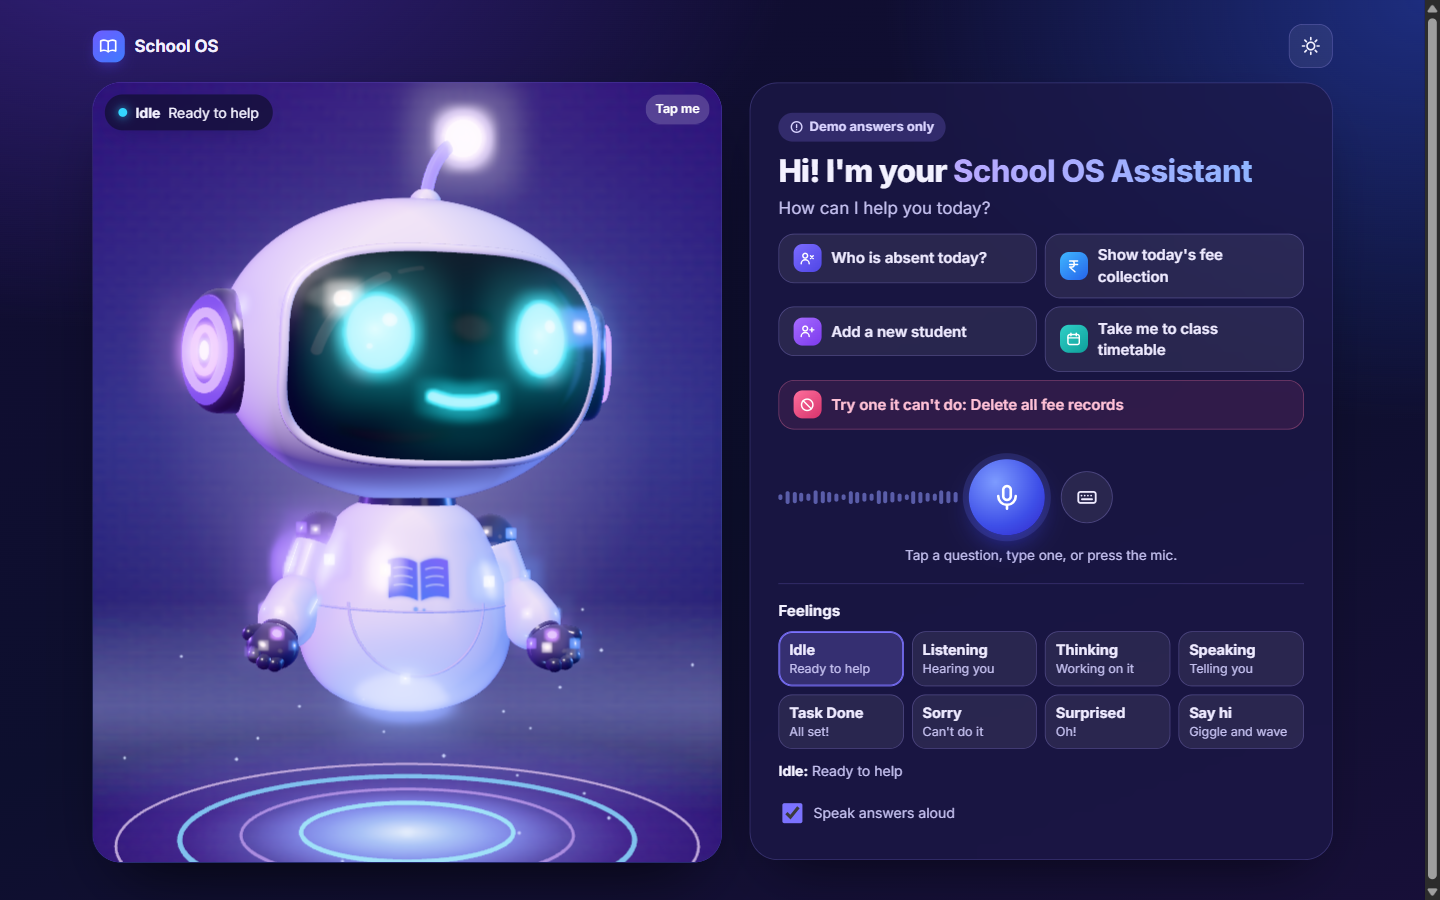 School OS
Idle Ready to help
Tap me
Demo answers only
Hi! I'm your School OS Assistant
How can I help you today?
Who is absent today?
Show today's fee
collection
Add a new student
Take me to class
timetable
Try one it can't do: Delete all fee records
Tap a question, type one, or press the mic.
Feelings
Idle
Ready to help
Listening
Hearing you
Thinking
Working on it
Speaking
Telling you
Task Done
All set!
Sorry
Can't do it
Surprised
Oh!
Say hi
Giggle and wave
Idle: Ready to help
Speak answers aloud